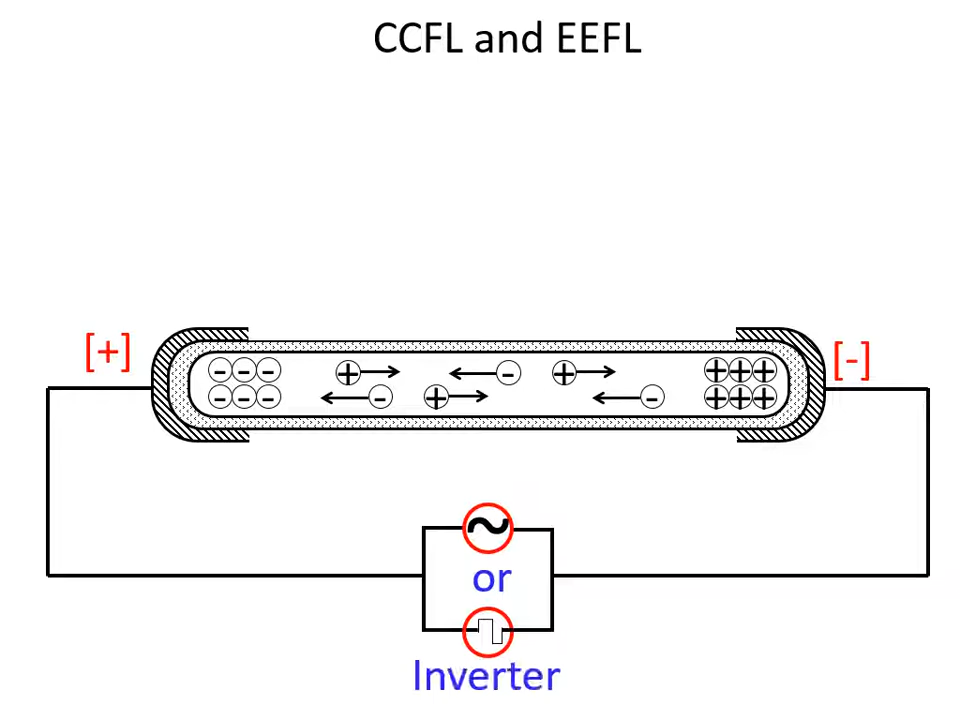 CCFL and EEFL
[+]
[-]
- - - + - + - + + +
- - - - + - + + +
~
or
Inverter